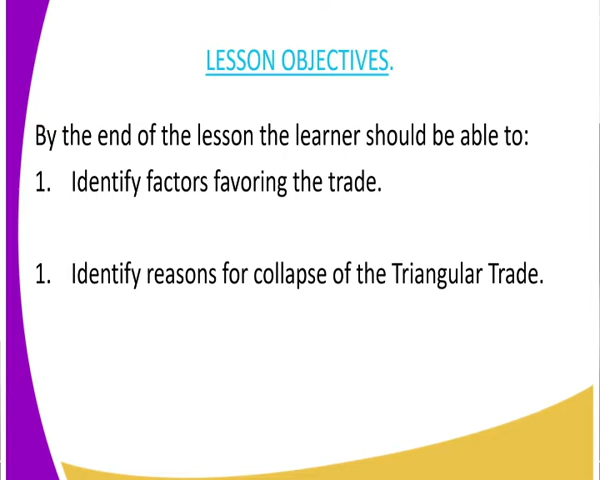 LESSON OBJECTIVES.
By the end of the lesson the learner should be able to:
1. Identify factors favoring the trade.
1. Identify reasons for collapse of the Triangular Trade.